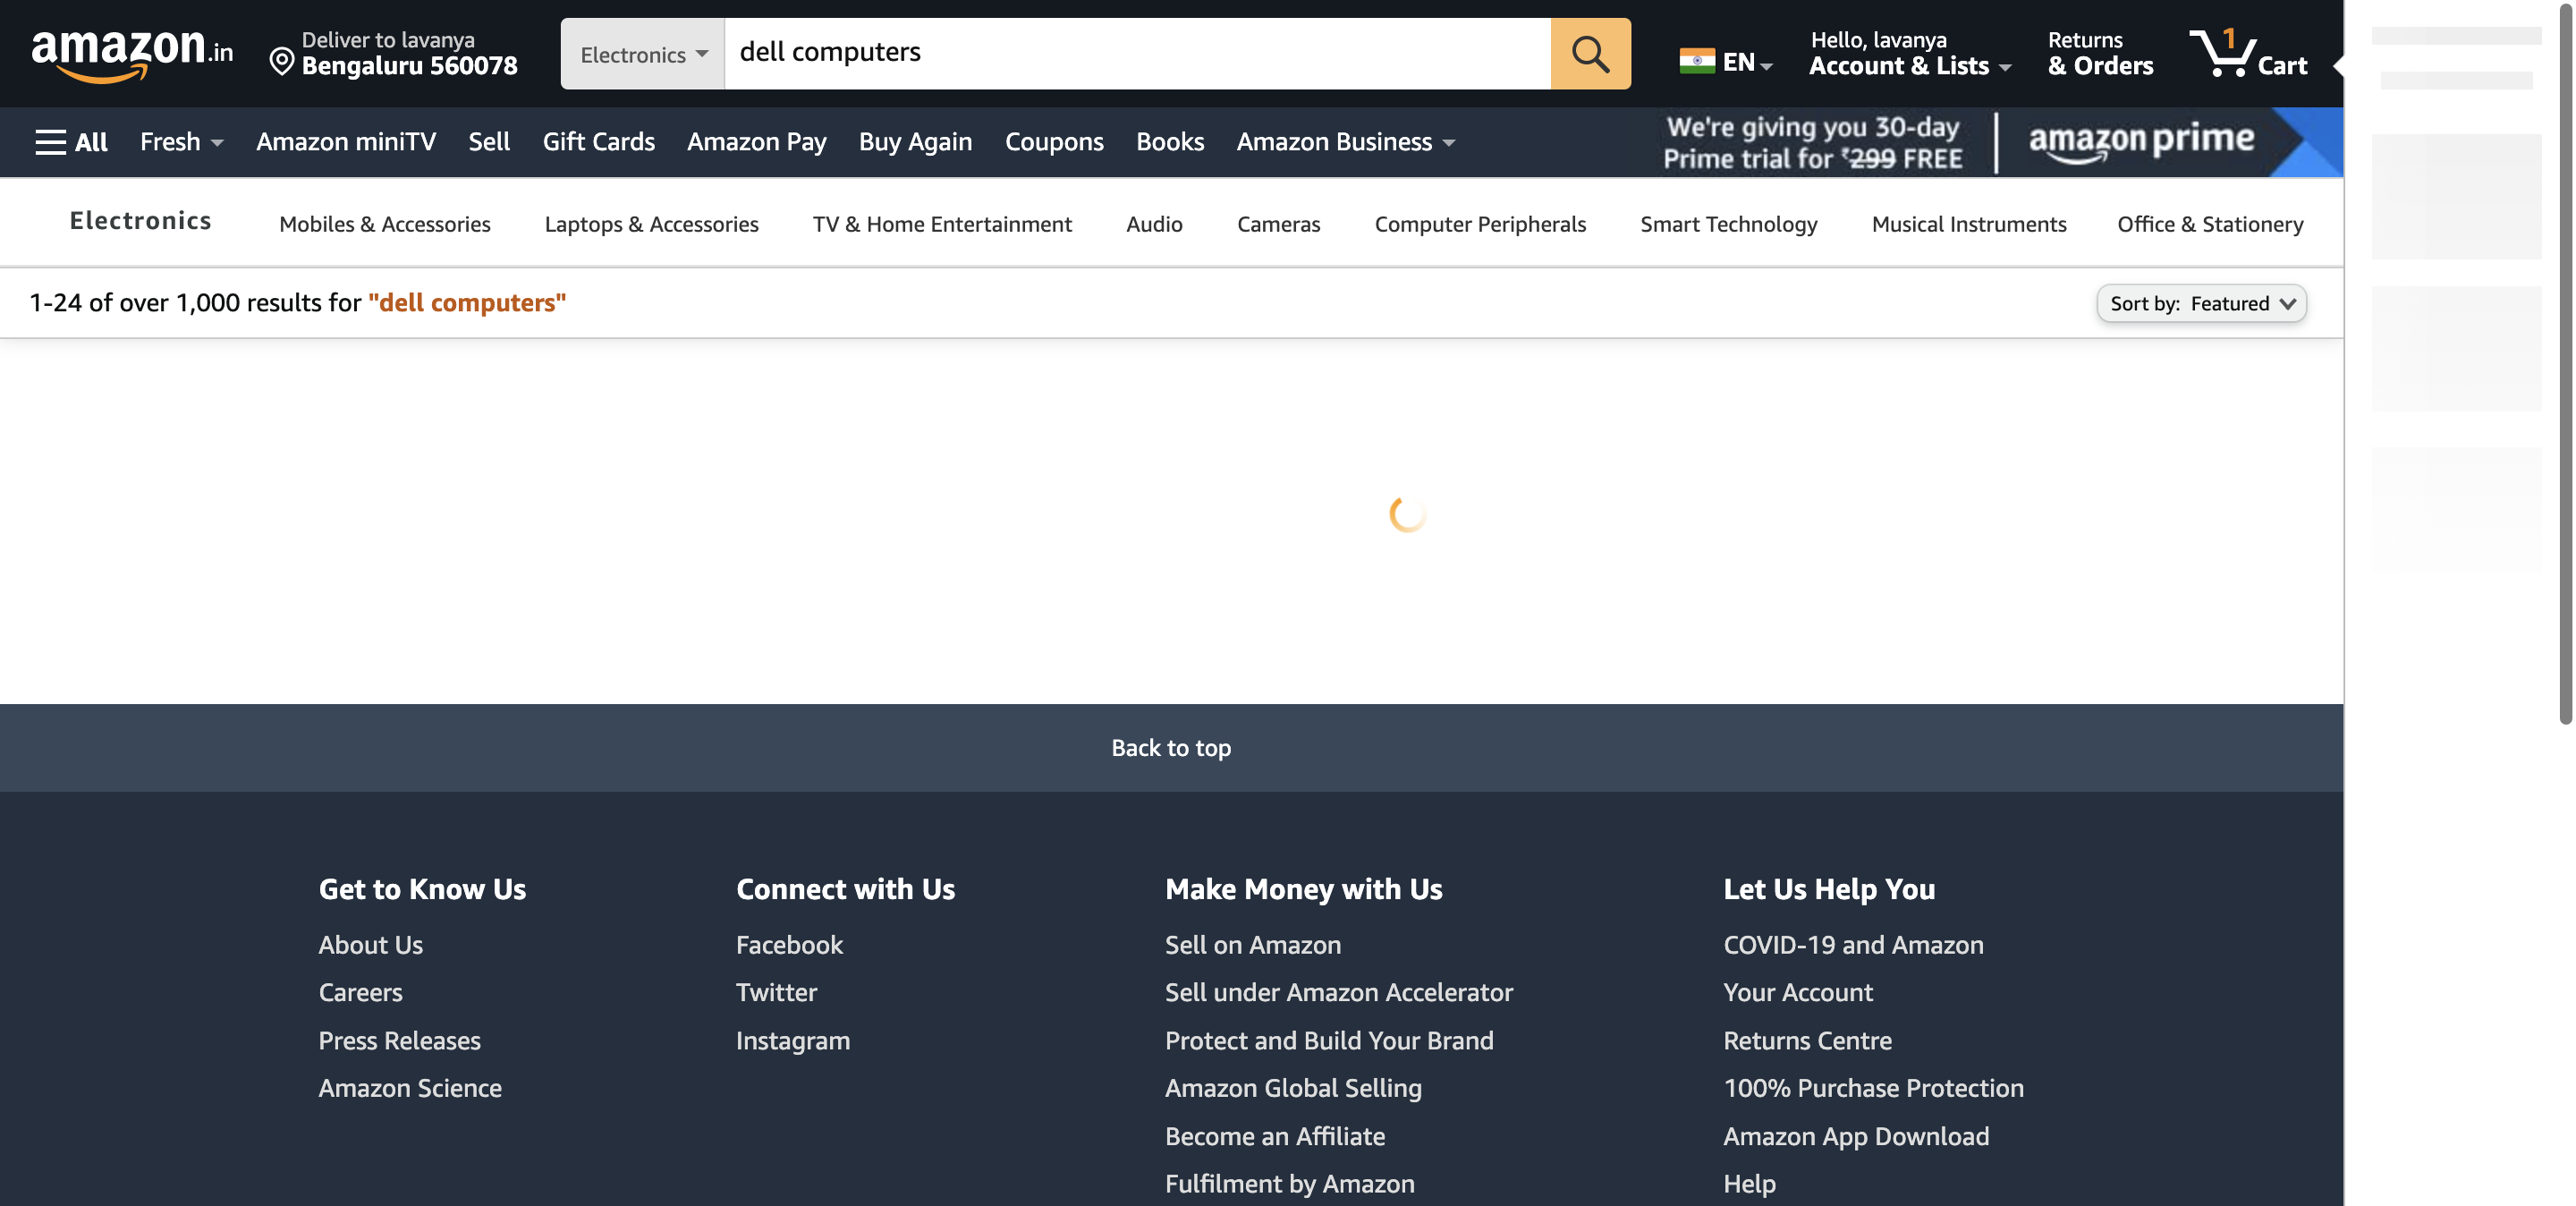 amazon.in
Deliver to lavanya
Bengaluru 560078
Electronics
dell computers
EN
Hello, lavanya
Account & Lists
Returns
& Orders
1
Cart
All
Fresh
Amazon miniTV
Sell
Gift Cards
Amazon Pay
Buy Again
Coupons
Books
Amazon Business
We're giving you 30-day
Prime trial for ₹299 FREE
amazon prime
Electronics
Mobiles & Accessories
Laptops & Accessories
TV & Home Entertainment
Audio
Cameras
Computer Peripherals
Smart Technology
Musical Instruments
Office & Stationery
1-24 of over 1,000 results for "dell computers"
Sort by: Featured
Back to top
Get to Know Us
About Us
Careers
Press Releases
Amazon Science
Connect with Us
Facebook
Twitter
Instagram
Make Money with Us
Sell on Amazon
Sell under Amazon Accelerator
Protect and Build Your Brand
Amazon Global Selling
Become an Affiliate
Fulfilment by Amazon
Let Us Help You
COVID-19 and Amazon
Your Account
Returns Centre
100% Purchase Protection
Amazon App Download
Help